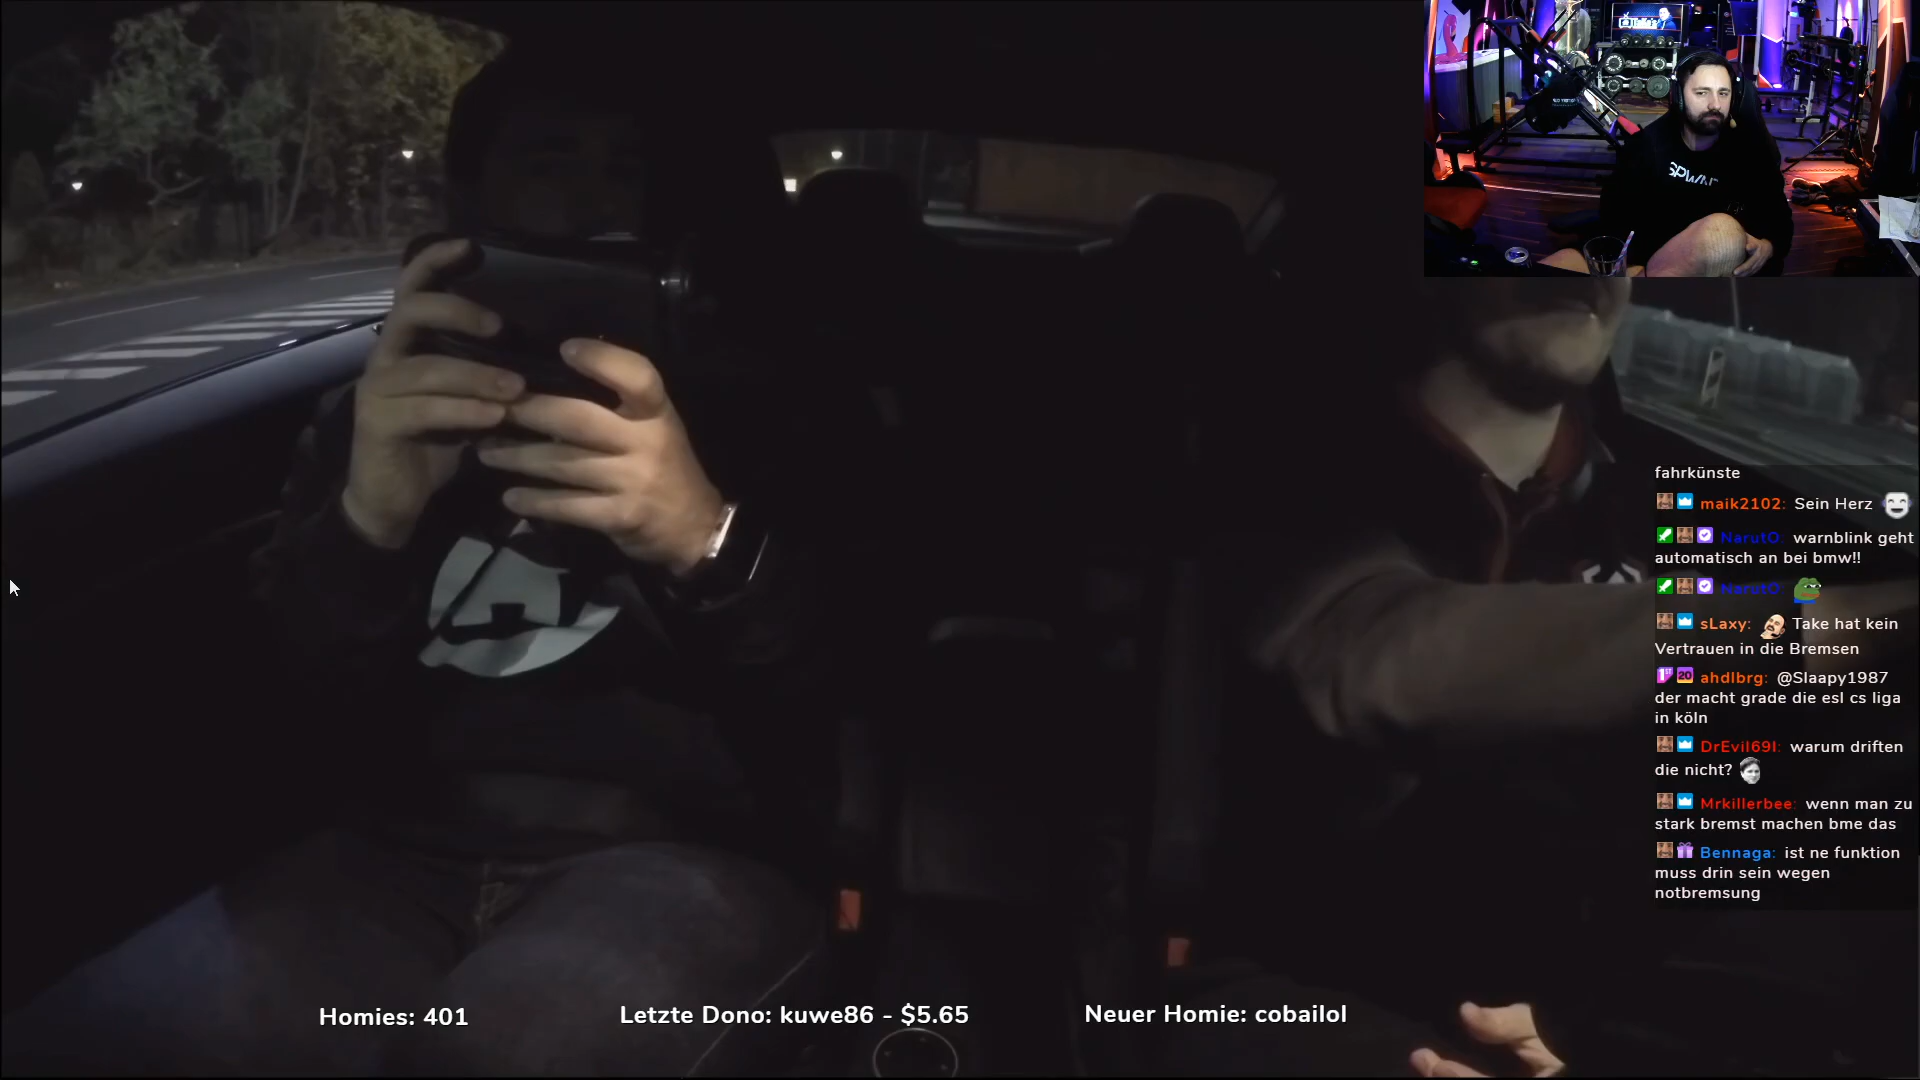 SPWN
fahrkünste
maik2102: Sein Herz
NarutO: warnblink geht
automatisch an bei bmw!!
NarutO:
sLaxy: Take hat kein
Vertrauen in die Bremsen
ahdlbrg: @Slaapy1987
der macht grade die esl cs liga
in köln
DrEvil69l: warum driften
die nicht?
Mrkillerbee: wenn man zu
stark bremst machen bme das
Bennaga: ist ne funktion
muss drin sein wegen
notbremsung
Homies: 401
Letzte Dono: kuwe86 - $5.65
Neuer Homie: cobailol